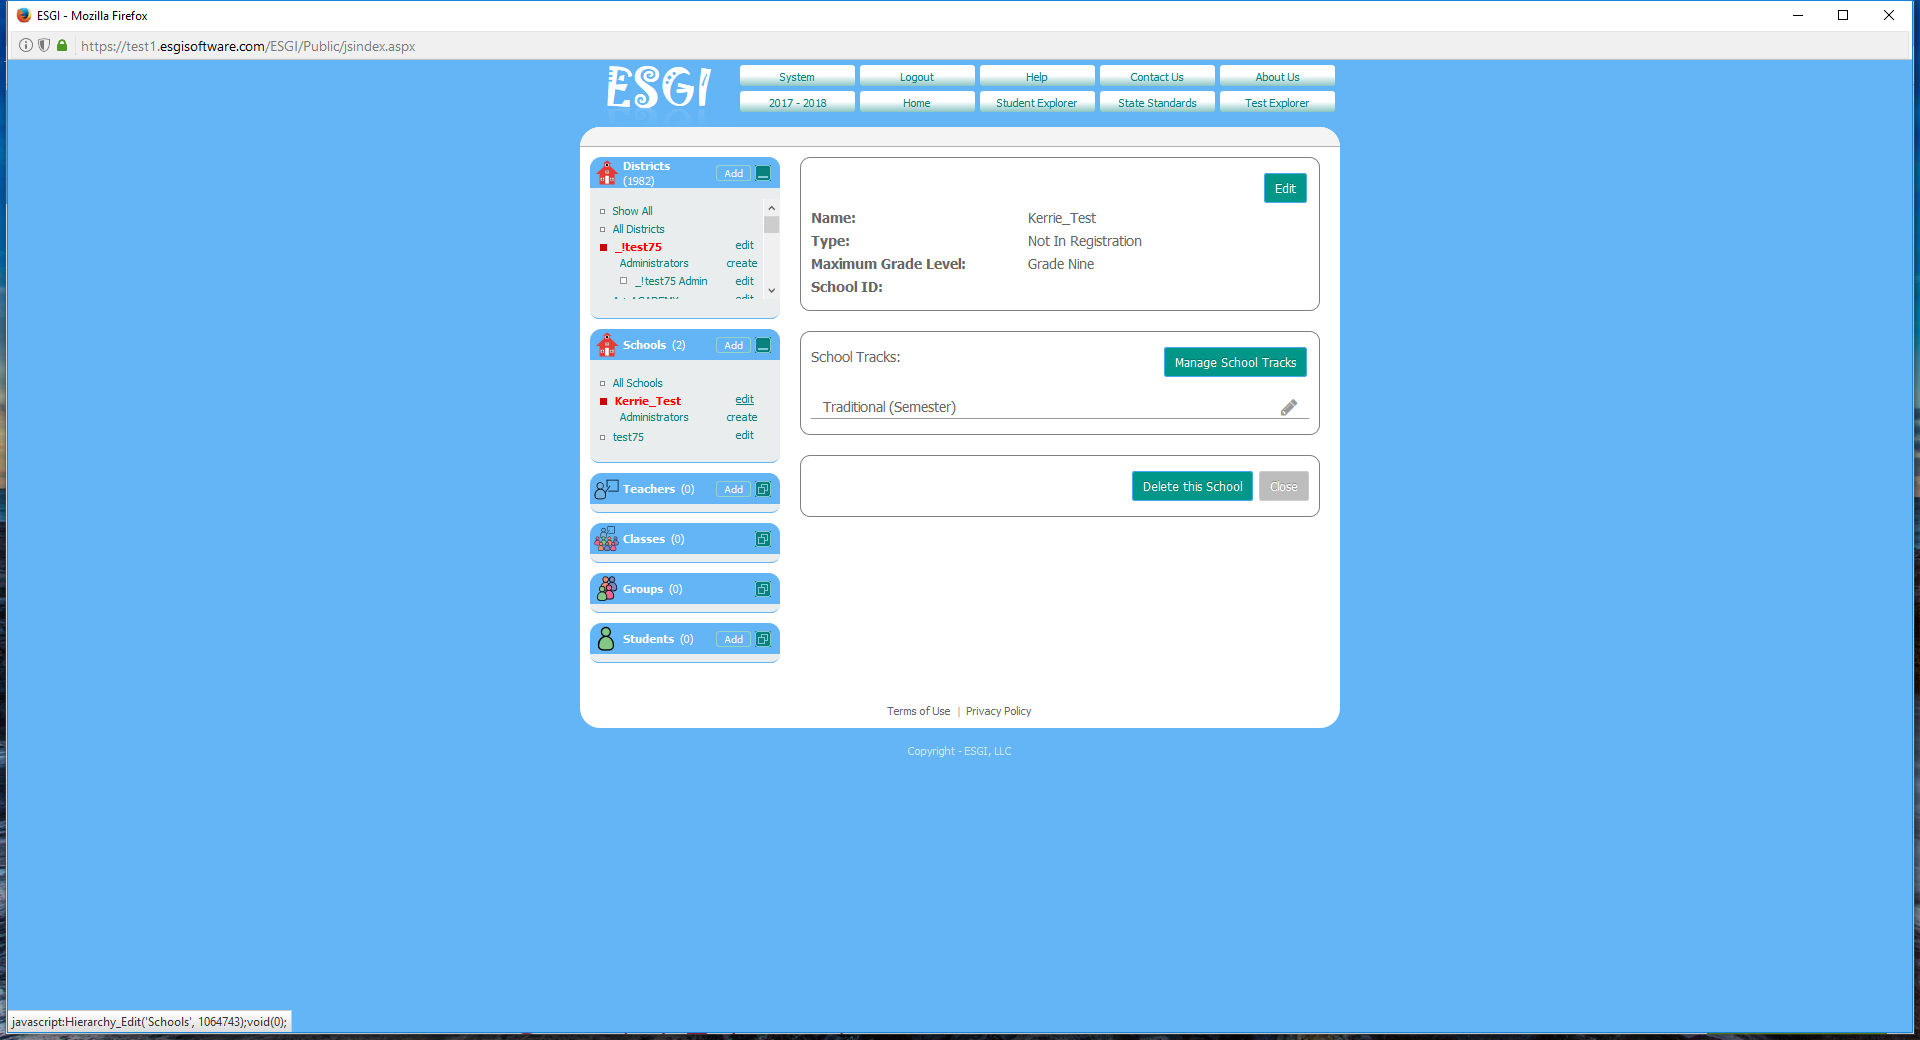 ESGI - Mozilla Firefox
https://test1.esgisoftware.com/ESGI/Public/jsindex.aspx
ESGI
System Logout Help Contact Us About Us
2017 - 2018 Home Student Explorer State Standards Test Explorer
Districts
(1982)
Add
Show All
All Districts
_!test75 edit
Administrators create
_!test75 Admin edit
edit
Schools (2) Add
All Schools
Kerrie_Test edit
Administrators create
test75 edit
Teachers (0) Add
Classes (0)
Groups (0)
Students (0) Add
Edit
Name: Kerrie_Test
Type: Not In Registration
Maximum Grade Level: Grade Nine
School ID:
School Tracks: Manage School Tracks
Traditional (Semester)
Delete this School Close
Terms of Use | Privacy Policy
Copyright - ESGI, LLC
javascript:Hierarchy_Edit('Schools', 1064743);void(0);